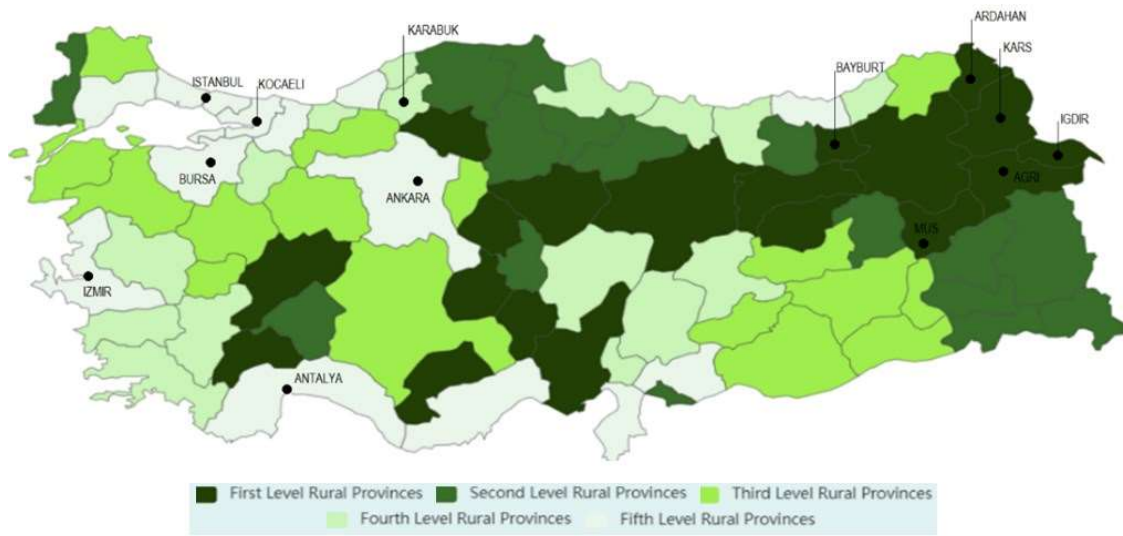 ARDAHAN
KARABUK
KARS
BAYBURT
ISTANBUL
KOCAELI
IGDIR
BURSA
ANKARA
AGRI
MUS
IZMIR
ANTALYA
First Level Rural Provinces Second Level Rural Provinces Third Level Rural Provinces
Fourth Level Rural Provinces Fifth Level Rural Provinces